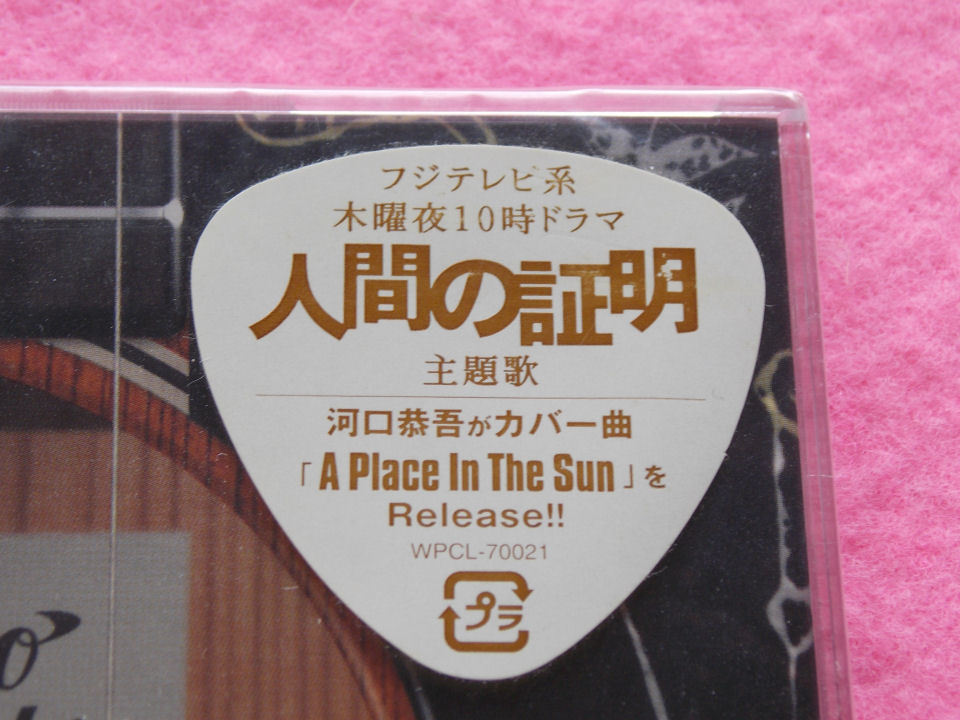 フジテレビ系
木曜夜10時ドラマ
人間の証明
主題歌
河口恭吾がカバー曲
「A Place In The Sun」を
Release!!
WPCL-70021
プラ